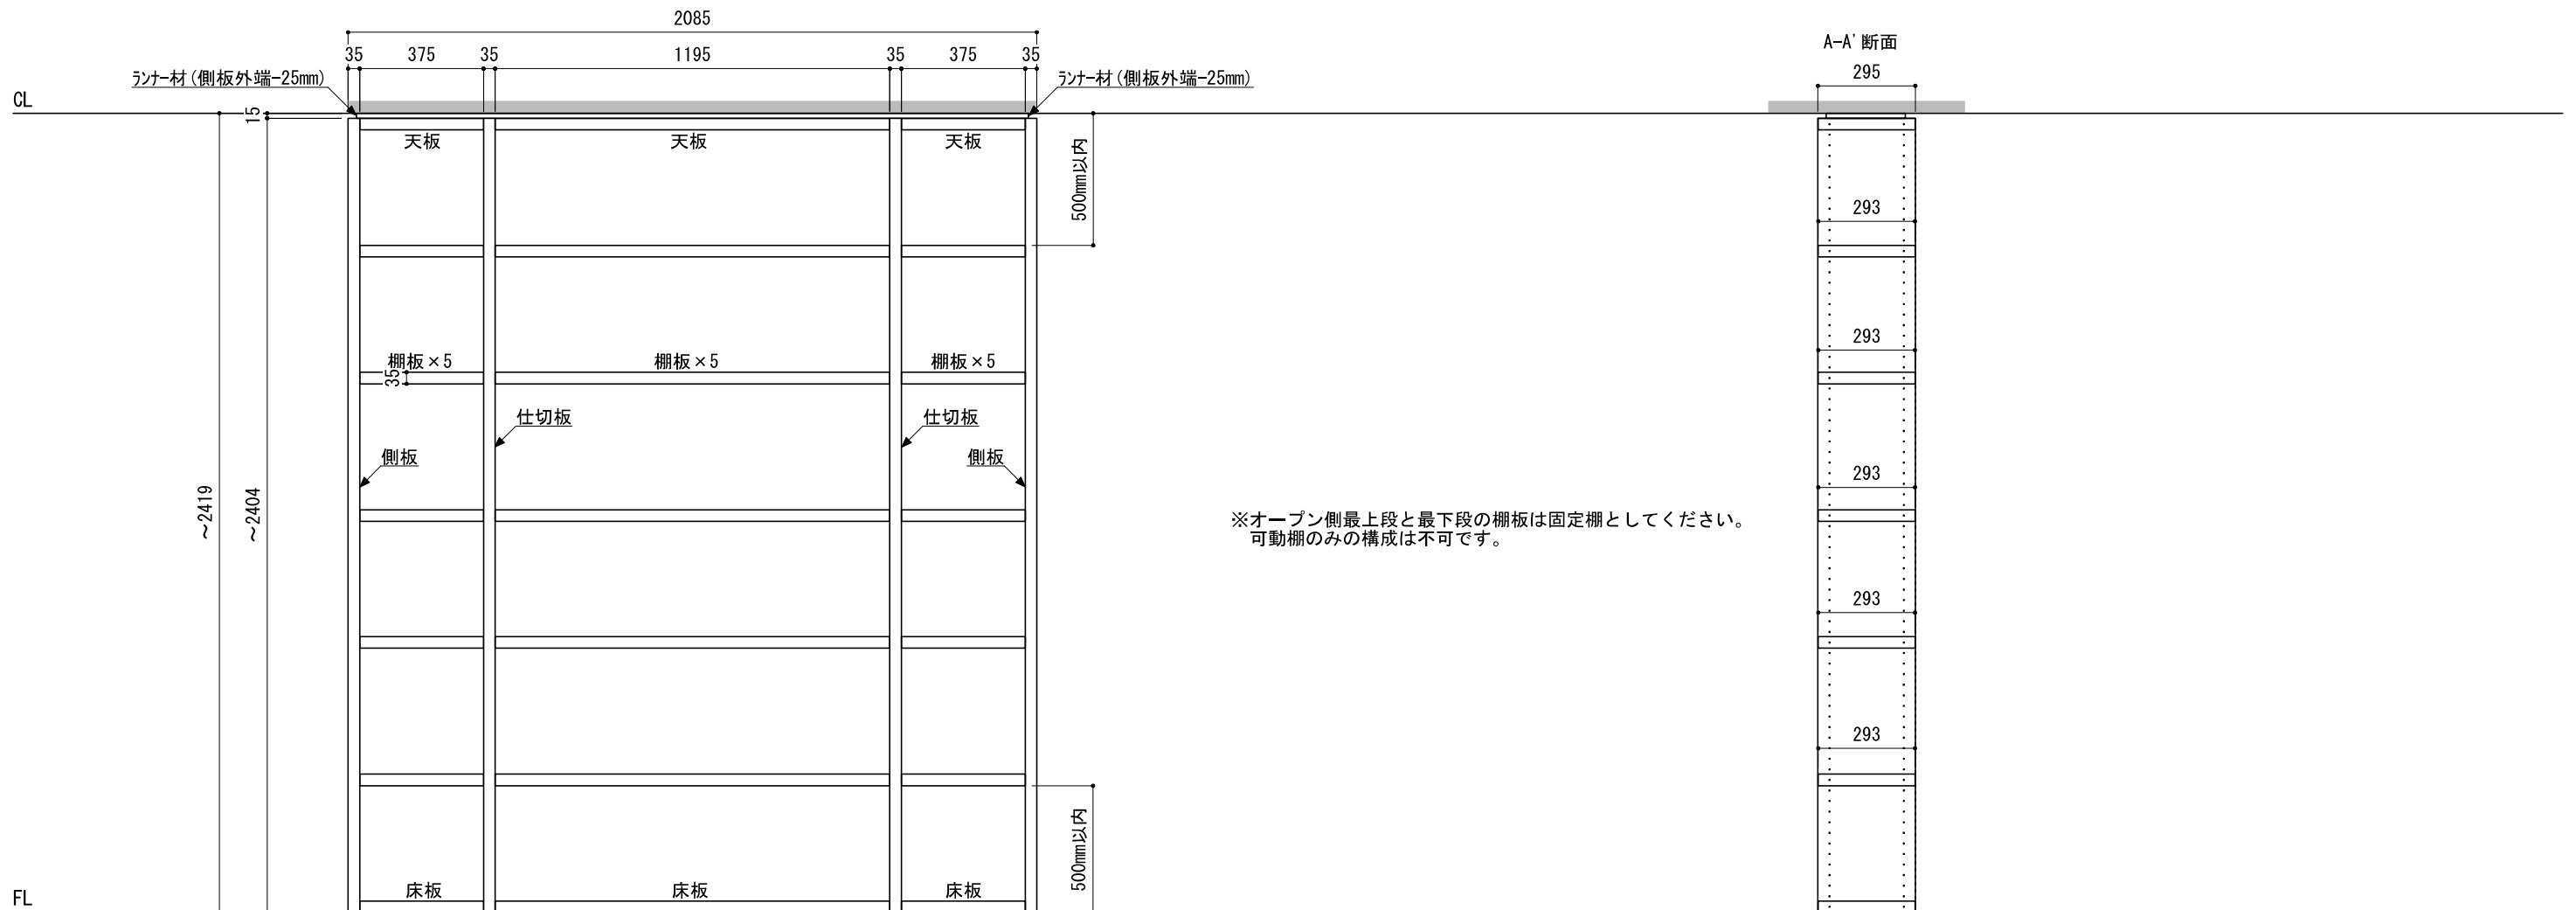 2085
35 375 35 1195 35 375 35
ﾗﾝﾅｰ材(側板外端-25mm)
ﾗﾝﾅｰ材(側板外端-25mm)
CL
15
天板 天板 天板
500mm以内
棚板×5 棚板×5 棚板×5
35
仕切板 仕切板
側板 側板
~2419
~2404
500mm以内
床板 床板 床板
FL
※オープン側最上段と最下段の棚板は固定棚としてください。
可動棚のみの構成は不可です。
A-A' 断面
295
293
293
293
293
293